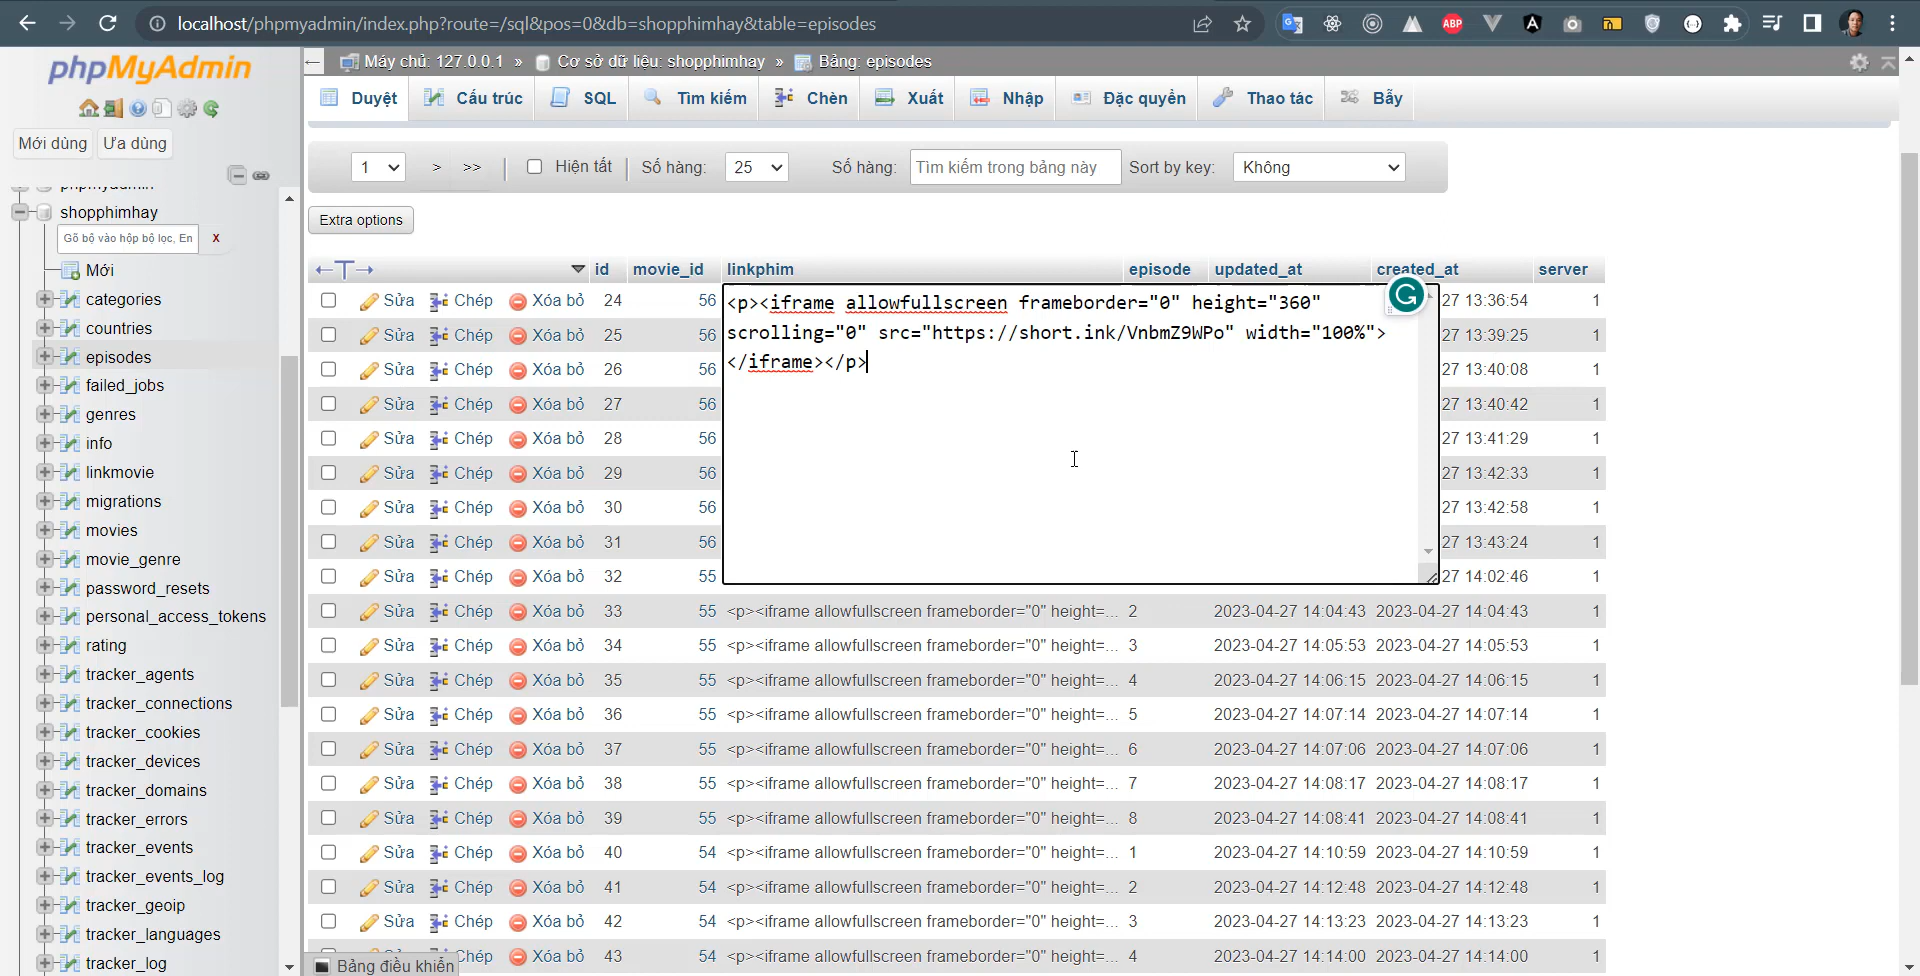 localhost/phpmyadmin/index.php?route=/sql&pos=0&db=shopphimhay&table=episodes
phpMyAdmin
Máy chủ: 127.0.0.1 » Cơ sở dữ liệu: shopphimhay » Bảng: episodes
Duyệt Cấu trúc SQL Tìm kiếm Chèn Xuất Nhập Đặc quyền Thao tác Bẫy
Mới dùng Ưa dùng
1 > >> Hiện tất Số hàng: 25 Số hàng: Tìm kiếm trong bảng này Sort by key: Không
Extra options
phpmyadmin
shopphimhay
Gõ bộ vào hộp bộ lọc, En X
Mới
categories
countries
episodes
failed_jobs
genres
info
linkmovie
migrations
movies
movie_genre
password_resets
personal_access_tokens
rating
tracker_agents
tracker_connections
tracker_cookies
tracker_devices
tracker_domains
tracker_errors
tracker_events
tracker_events_log
tracker_geoip
tracker_languages
tracker_log
←T→ id movie_id linkphim episode updated_at created_at server
Sửa Chép Xóa bỏ 24 56 27 13:36:54 1
Sửa Chép Xóa bỏ 25 56 27 13:39:25 1
Sửa Chép Xóa bỏ 26 56 27 13:40:08 1
Sửa Chép Xóa bỏ 27 56 27 13:40:42 1
Sửa Chép Xóa bỏ 28 56 27 13:41:29 1
Sửa Chép Xóa bỏ 29 56 27 13:42:33 1
Sửa Chép Xóa bỏ 30 56 27 13:42:58 1
Sửa Chép Xóa bỏ 31 56 27 13:43:24 1
Sửa Chép Xóa bỏ 32 55 27 14:02:46 1
<p><iframe allowfullscreen frameborder="0" height="360"
scrolling="0" src="https://short.ink/VnbmZ9WPo" width="100%">
</iframe></p>
Sửa Chép Xóa bỏ 33 55 <p><iframe allowfullscreen frameborder="0" height=... 2 2023-04-27 14:04:43 2023-04-27 14:04:43 1
Sửa Chép Xóa bỏ 34 55 <p><iframe allowfullscreen frameborder="0" height=... 3 2023-04-27 14:05:53 2023-04-27 14:05:53 1
Sửa Chép Xóa bỏ 35 55 <p><iframe allowfullscreen frameborder="0" height=... 4 2023-04-27 14:06:15 2023-04-27 14:06:15 1
Sửa Chép Xóa bỏ 36 55 <p><iframe allowfullscreen frameborder="0" height=... 5 2023-04-27 14:07:14 2023-04-27 14:07:14 1
Sửa Chép Xóa bỏ 37 55 <p><iframe allowfullscreen frameborder="0" height=... 6 2023-04-27 14:07:06 2023-04-27 14:07:06 1
Sửa Chép Xóa bỏ 38 55 <p><iframe allowfullscreen frameborder="0" height=... 7 2023-04-27 14:08:17 2023-04-27 14:08:17 1
Sửa Chép Xóa bỏ 39 55 <p><iframe allowfullscreen frameborder="0" height=... 8 2023-04-27 14:08:41 2023-04-27 14:08:41 1
Sửa Chép Xóa bỏ 40 54 <p><iframe allowfullscreen frameborder="0" height=... 1 2023-04-27 14:10:59 2023-04-27 14:10:59 1
Sửa Chép Xóa bỏ 41 54 <p><iframe allowfullscreen frameborder="0" height=... 2 2023-04-27 14:12:48 2023-04-27 14:12:48 1
Sửa Chép Xóa bỏ 42 54 <p><iframe allowfullscreen frameborder="0" height=... 3 2023-04-27 14:13:23 2023-04-27 14:13:23 1
Sửa Chép Xóa bỏ 43 54 <p><iframe allowfullscreen frameborder="0" height=... 4 2023-04-27 14:14:00 2023-04-27 14:14:00 1
Bảng điều khiển